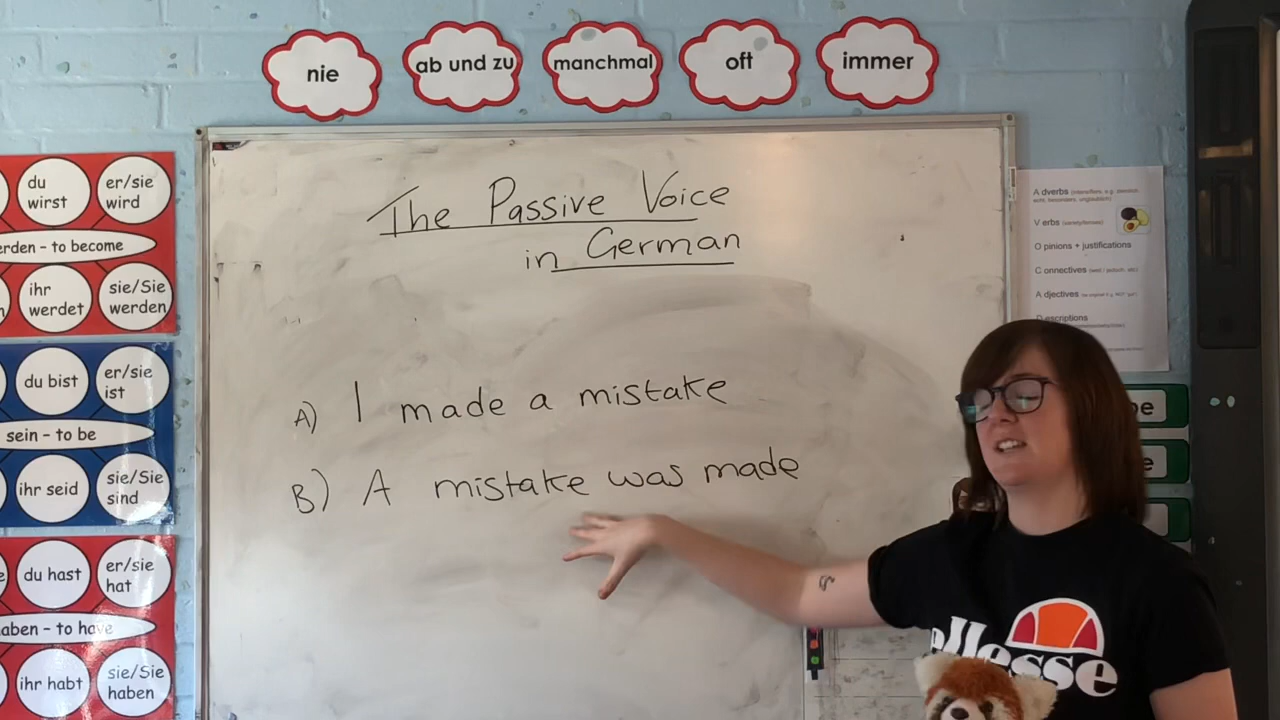 nie
ab und zu
manchmal
oft
immer
du
wirst
er/sie
wird
erden – to become
ihr
werdet
sie/Sie
werden
du bist
er/sie
ist
sein – to be
ihr seid
sie/Sie
sind
du hast
er/sie
hat
aben – to have
ihr habt
sie/Sie
haben
The Passive Voice
in German
A) I made a mistake
B) A mistake was made
A dverbs
V erbs
O pinions + justifications
C onnectives
A djectives
D escriptions
be
e
ellesse